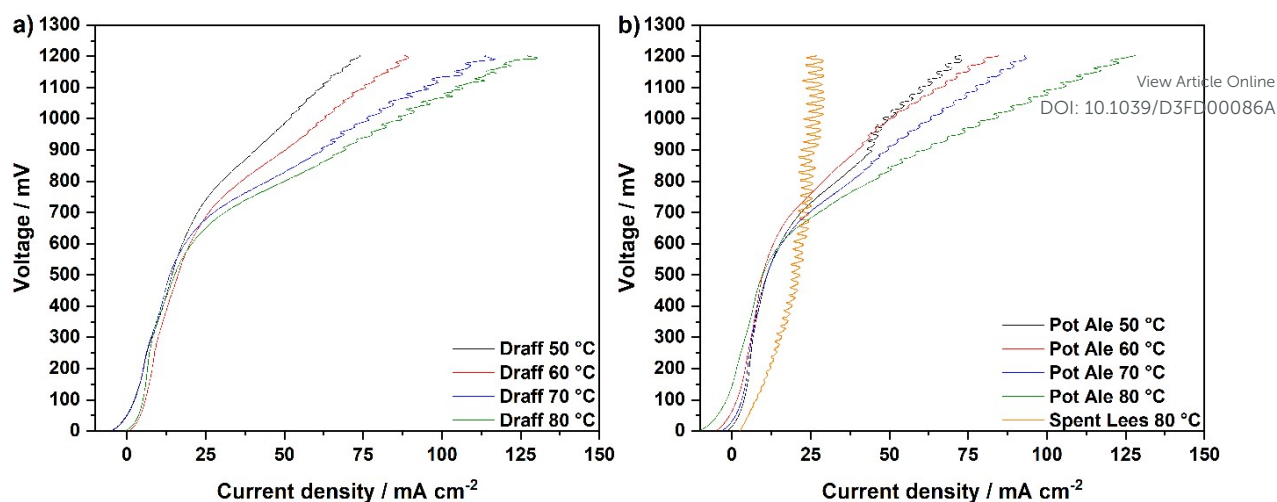 a)
1300
1200
1100
1000
900
800
700
600
500
400
300
200
100
0
Voltage / mV
Draff 50 °C
Draff 60 °C
Draff 70 °C
Draff 80 °C
0 25 50 75 100 125 150
Current density / mA cm⁻²
b)
1300
1200
1100
1000
900
800
700
600
500
400
300
200
100
0
Voltage / mV
Pot Ale 50 °C
Pot Ale 60 °C
Pot Ale 70 °C
Pot Ale 80 °C
Spent Lees 80 °C
0 25 50 75 100 125 150
Current density / mA cm⁻²
View Article Online
DOI: 10.1039/D3FD00086A